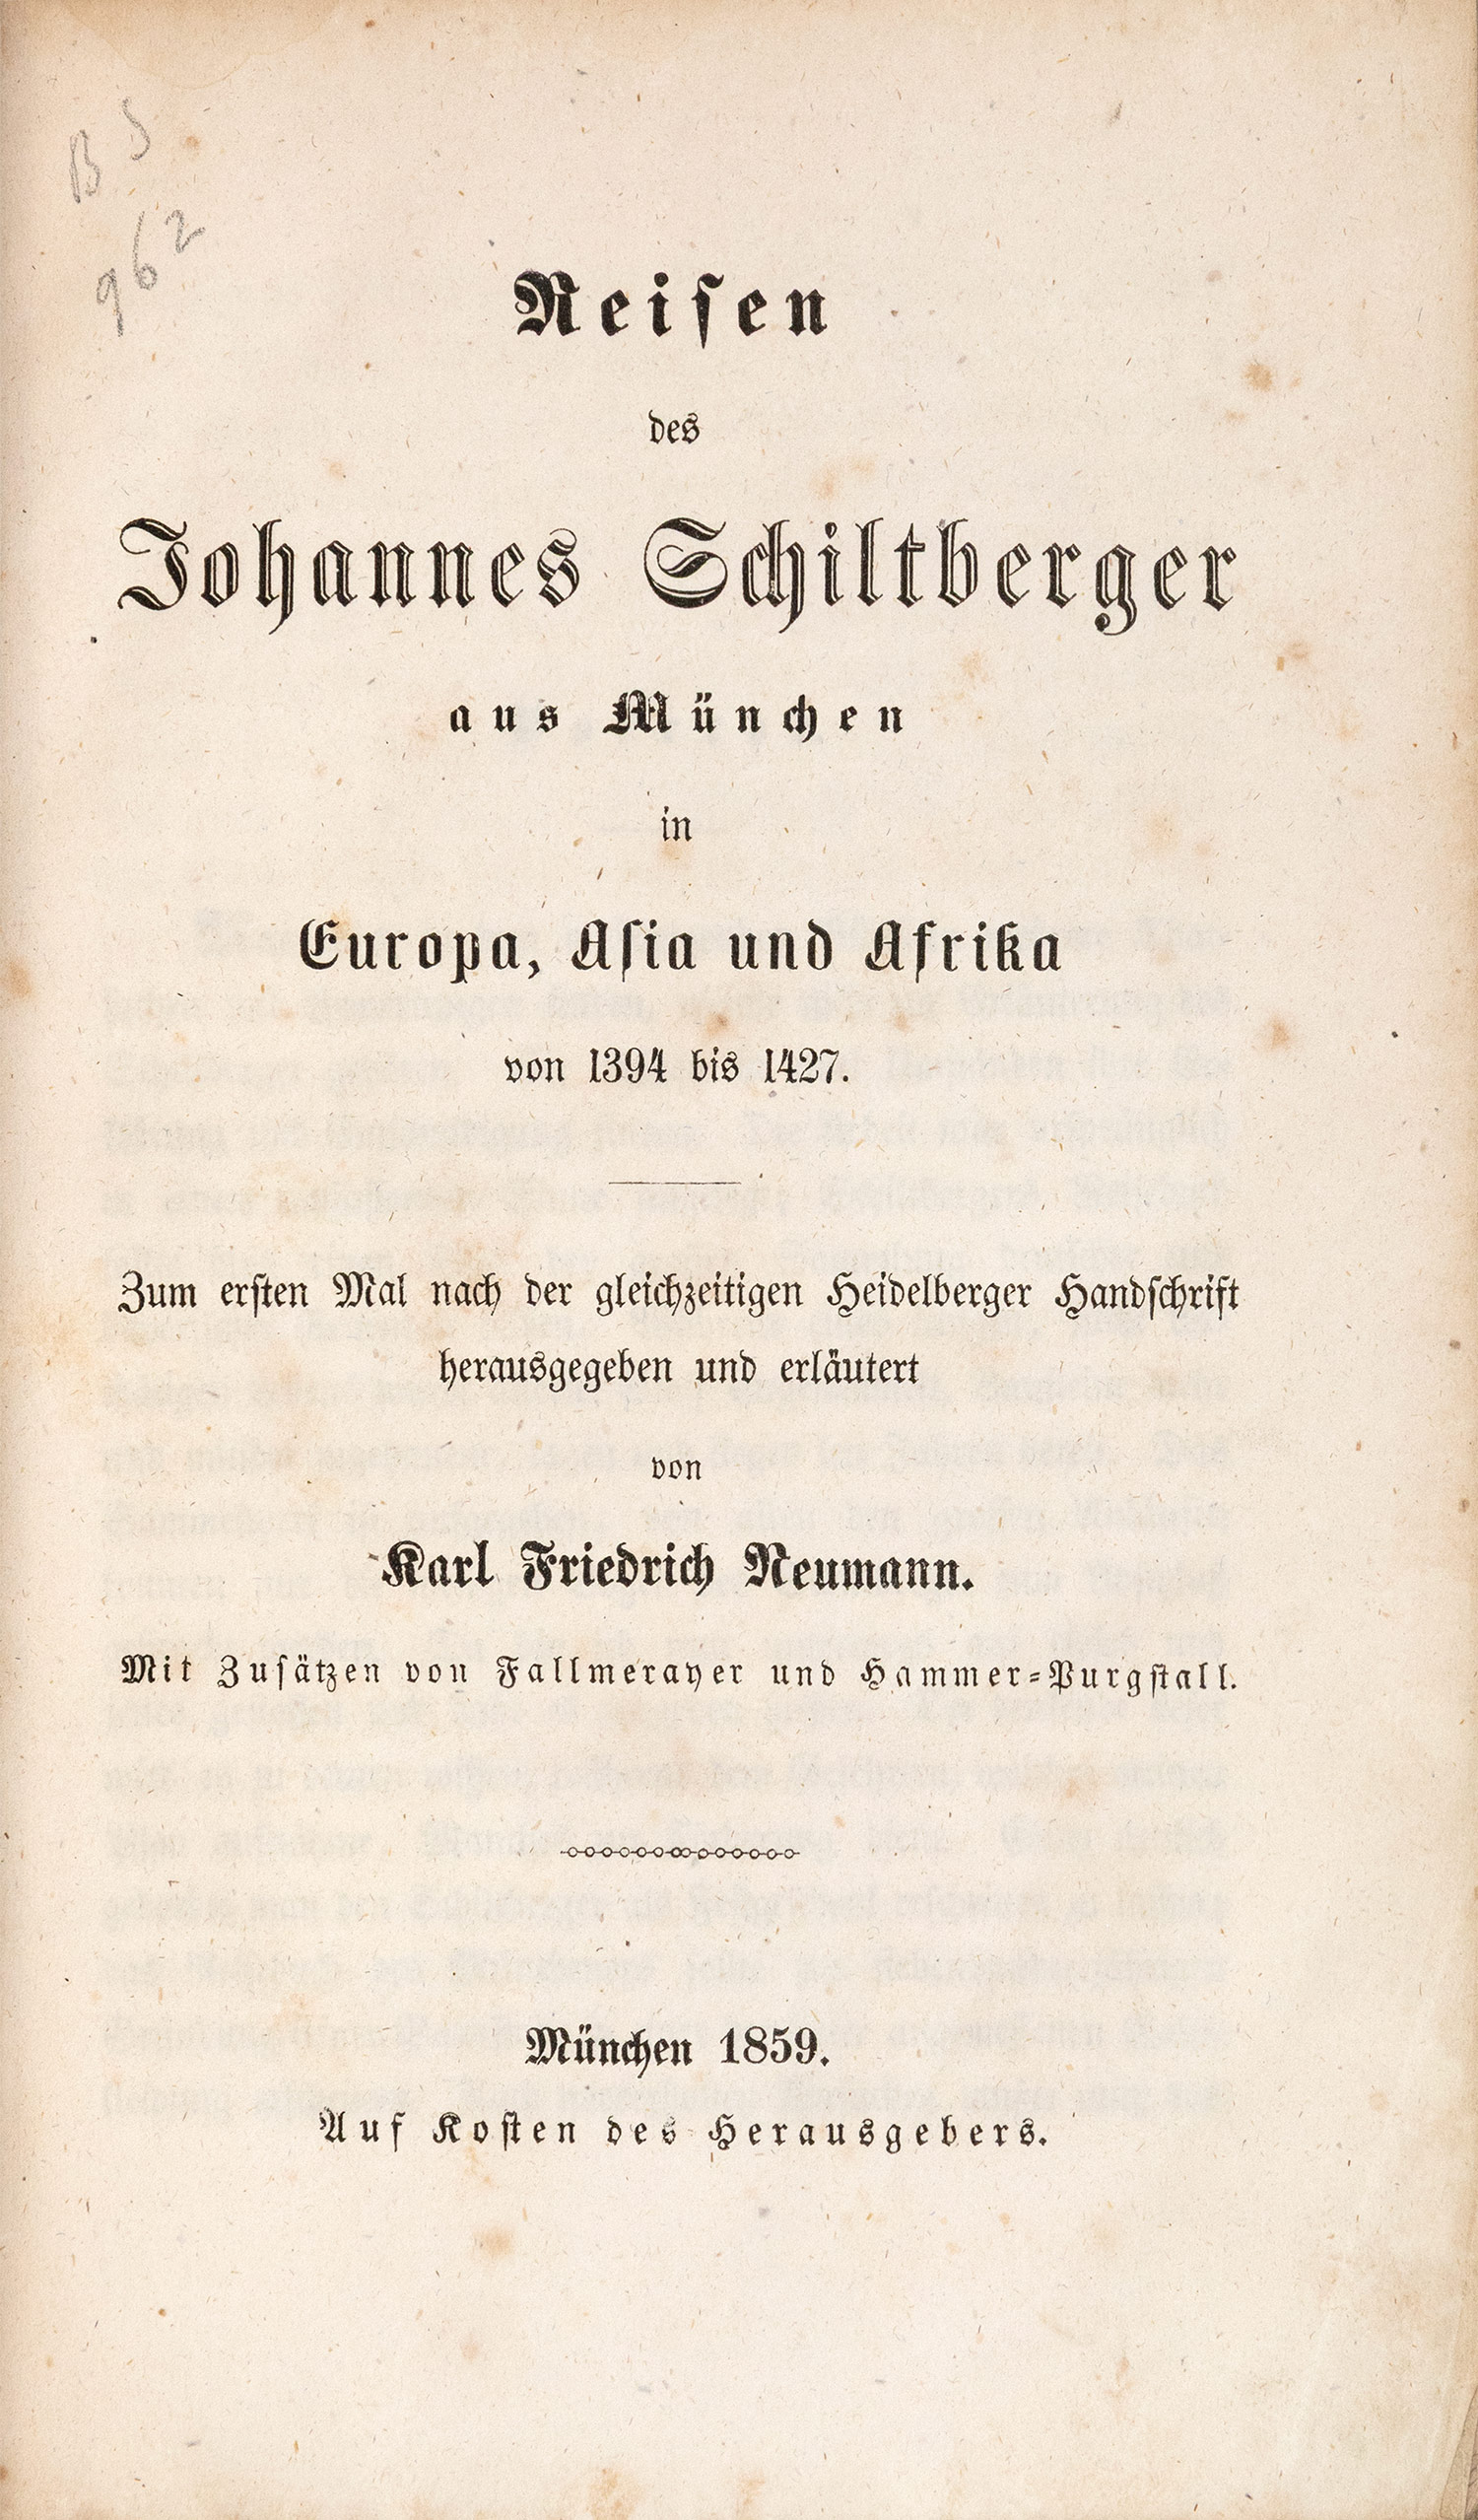 B S
962
Reisen
des
Johannes Schiltberger
aus München
in
Europa, Asia und Afrika
von 1394 bis 1427.
Zum ersten Mal nach der gleichzeitigen Heidelberger Handschrift
herausgegeben und erläutert
von
Karl Friedrich Neumann.
Mit Zusätzen von Fallmerayer und Hammer-Purgstall.
München 1859.
Auf Kosten des Herausgebers.